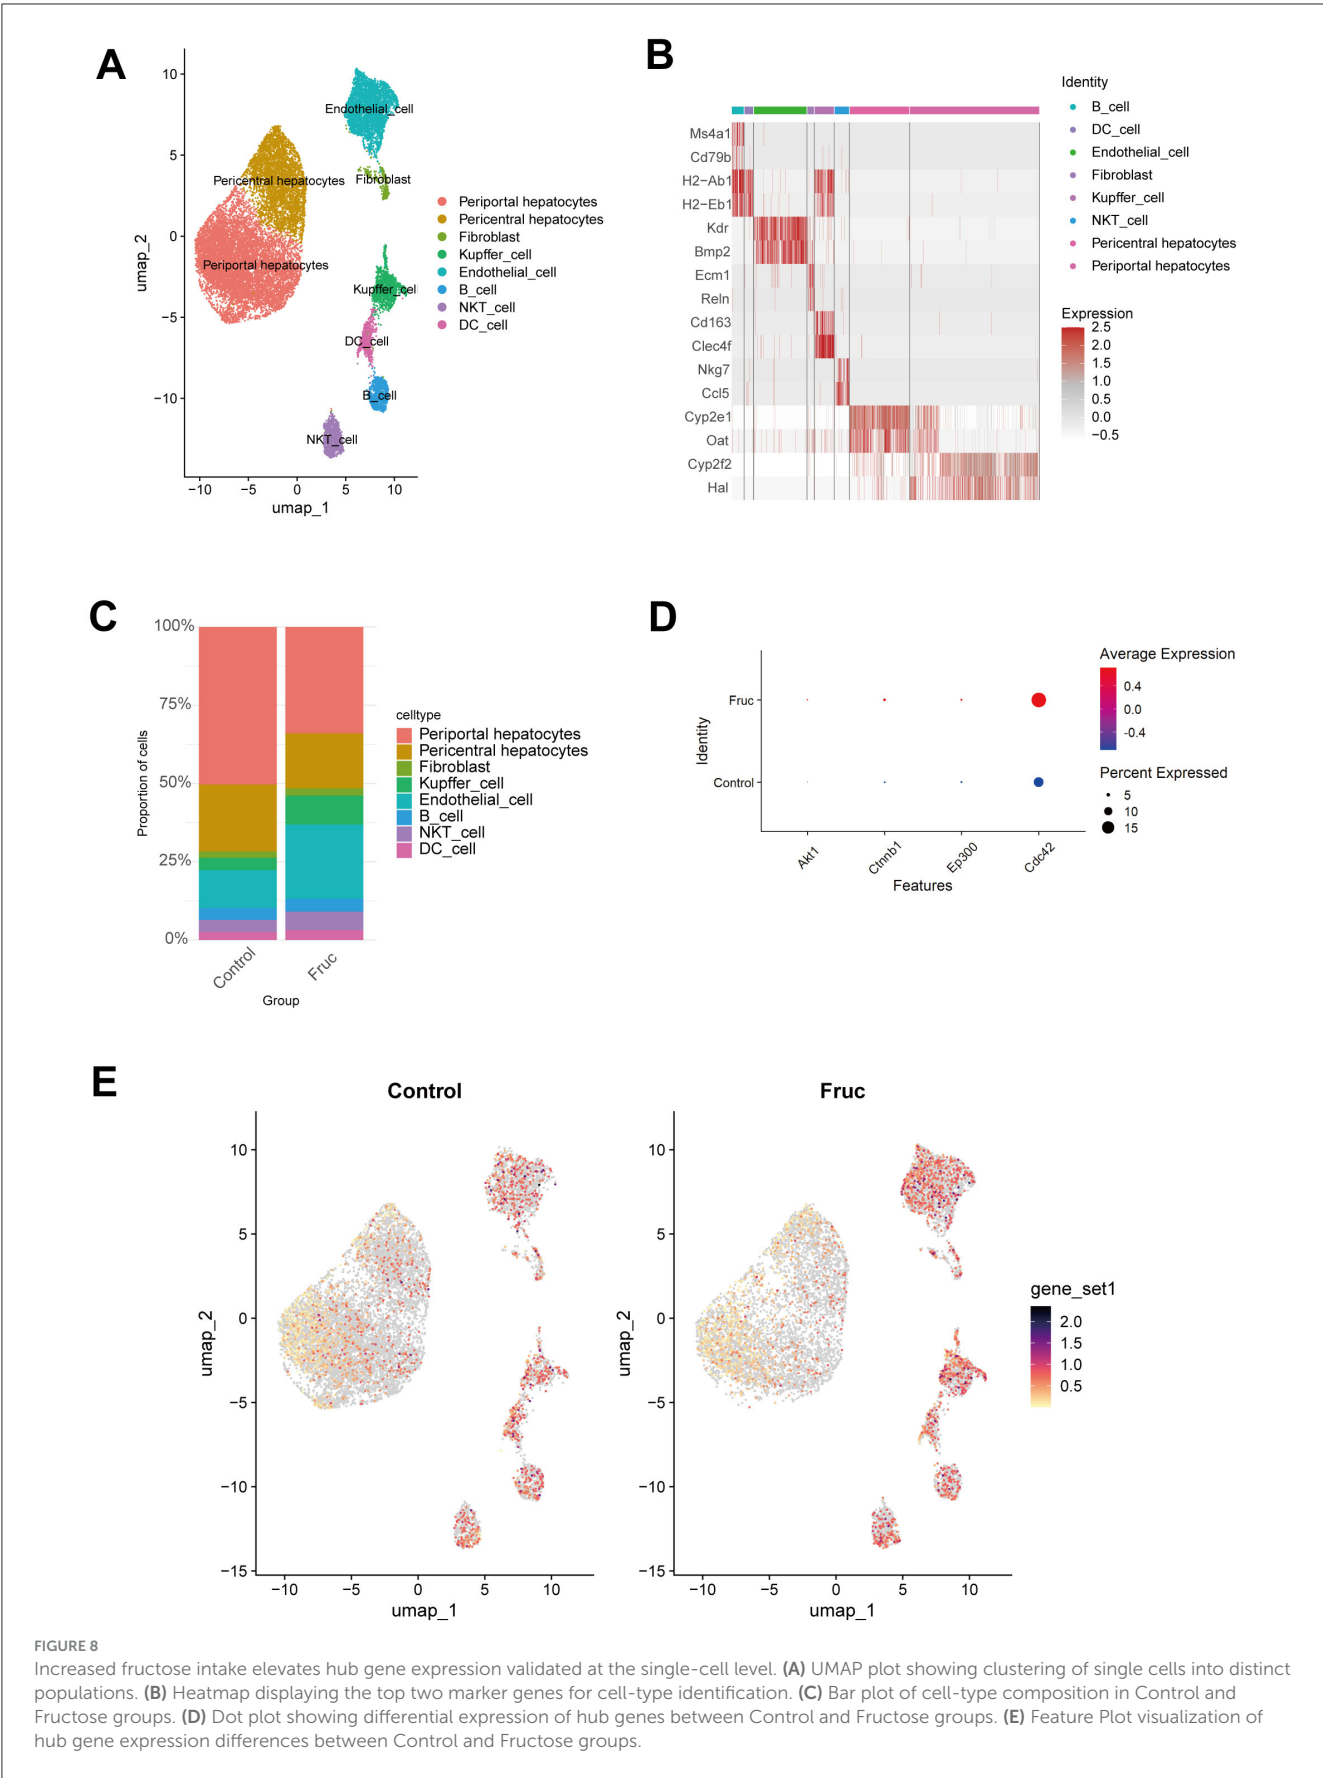 A
10
5
0
−5
−10
umap_2
−10 −5 0 5 10
umap_1
Endothelial_cell
Fibroblast
Pericentral hepatocytes
Periportal hepatocytes
Kupffer_cel
DC_cell
B_cell
NKT_cell
Periportal hepatocytes
Pericentral hepatocytes
Fibroblast
Kupffer_cell
Endothelial_cell
B_cell
NKT_cell
DC_cell
B
Ms4a1
Cd79b
H2−Ab1
H2−Eb1
Kdr
Bmp2
Ecm1
Reln
Cd163
Clec4f
Nkg7
Ccl5
Cyp2e1
Oat
Cyp2f2
Hal
Identity
B_cell
DC_cell
Endothelial_cell
Fibroblast
Kupffer_cell
NKT_cell
Pericentral hepatocytes
Periportal hepatocytes
Expression
2.5
2.0
1.5
1.0
0.5
0.0
−0.5
C
100%
75%
50%
25%
0%
Proportion of cells
Control Fruc
Group
celltype
Periportal hepatocytes
Pericentral hepatocytes
Fibroblast
Kupffer_cell
Endothelial_cell
B_cell
NKT_cell
DC_cell
D
Fruc
Control
Identity
Akt1 Ctnnb1 Ep300 Cdc42
Features
Average Expression
0.4
0.0
-0.4
Percent Expressed
5
10
15
E
Control
10
5
0
−5
−10
−15
umap_2
−10 −5 0 5 10
umap_1
Fruc
10
5
0
−5
−10
−15
umap_2
−10 −5 0 5 10
umap_1
gene_set1
2.0
1.5
1.0
0.5
FIGURE 8
Increased fructose intake elevates hub gene expression validated at the single-cell level. (A) UMAP plot showing clustering of single cells into distinct
populations. (B) Heatmap displaying the top two marker genes for cell-type identification. (C) Bar plot of cell-type composition in Control and
Fructose groups. (D) Dot plot showing differential expression of hub genes between Control and Fructose groups. (E) Feature Plot visualization of
hub gene expression differences between Control and Fructose groups.